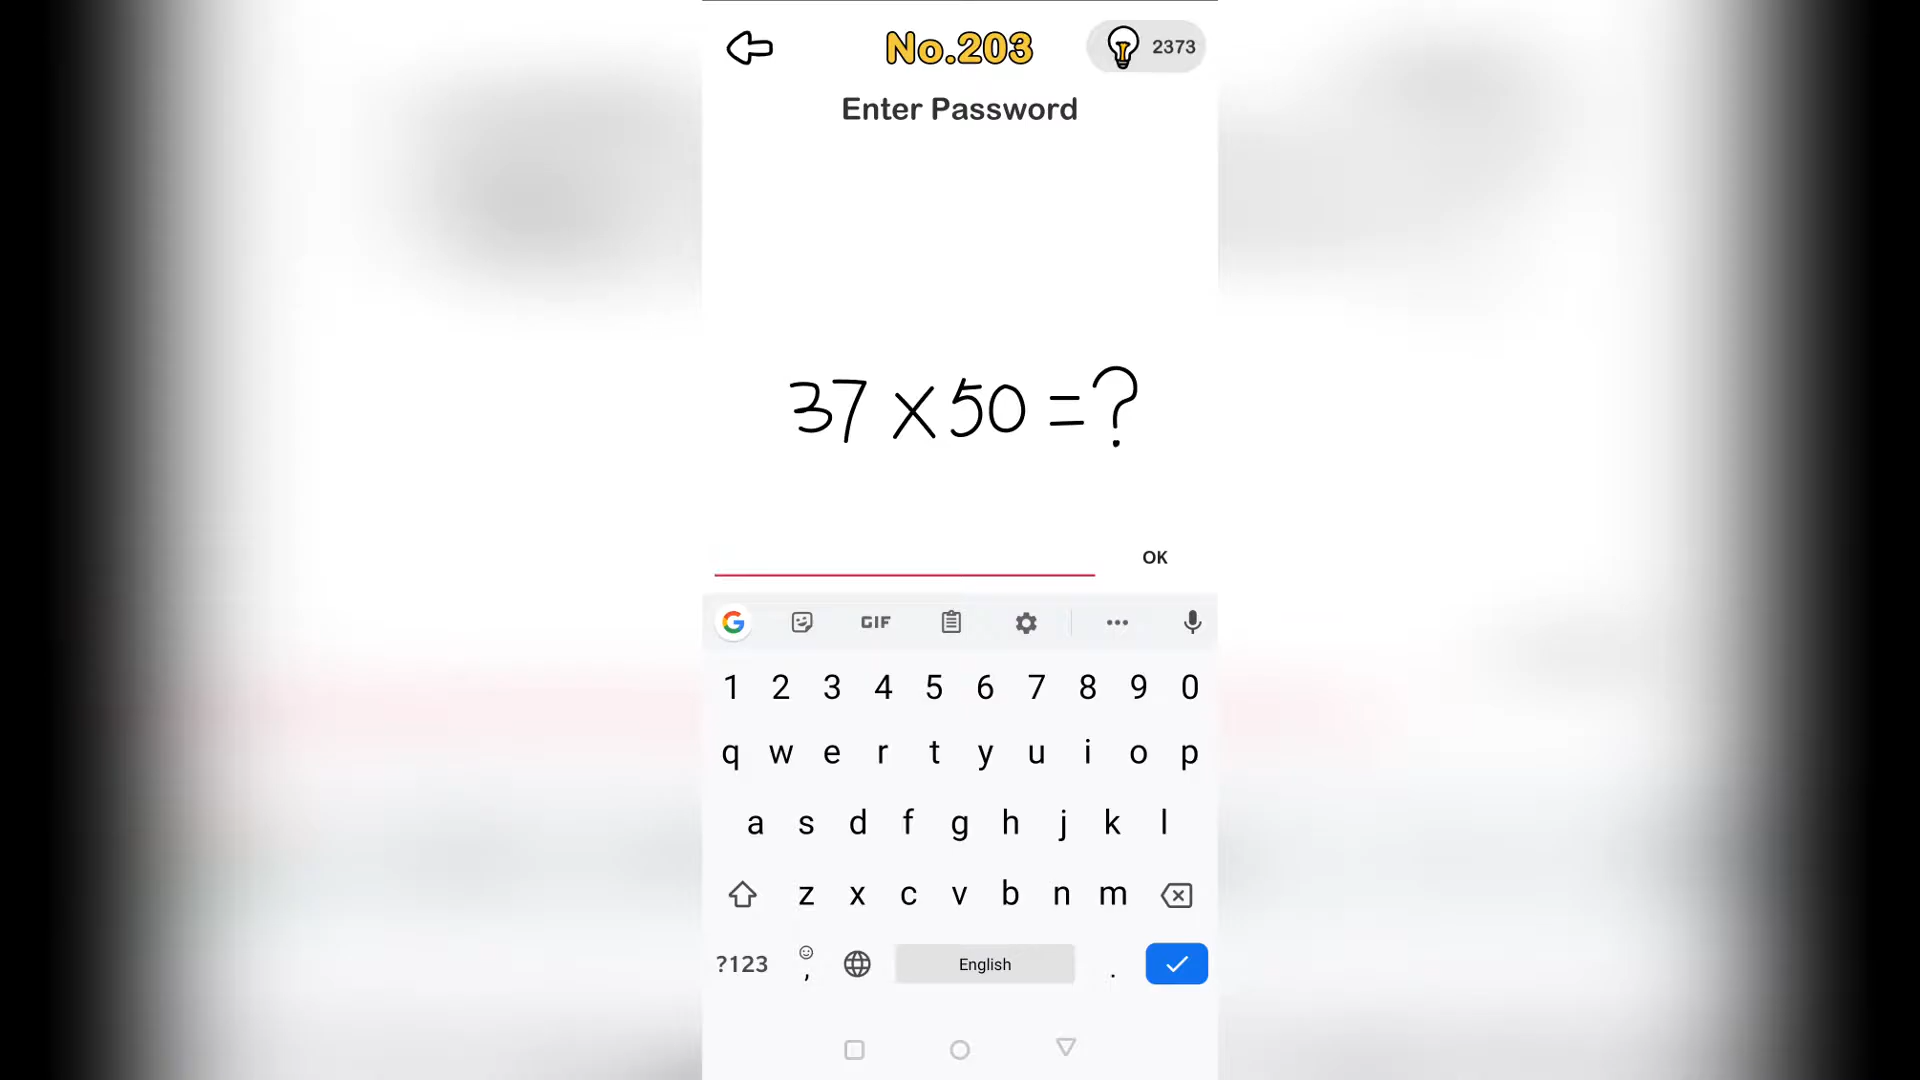 No.203
2373
Enter Password
37 x 50 = ?
OK
GIF
1 2 3 4 5 6 7 8 9 0
q w e r t y u i o p
a s d f g h j k l
z x c v b n m
?123 , English .